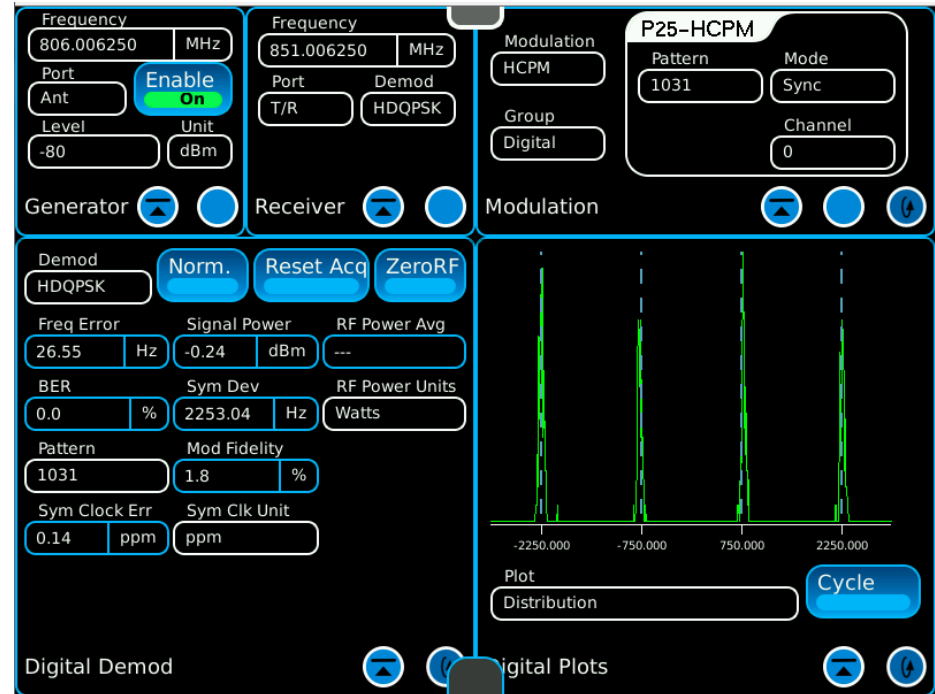 Frequency
806.006250 MHz
Port
Ant
Enable
On
Level
Unit
-80
dBm
Generator
Frequency
851.006250 MHz
Port
Demod
T/R
HDQPSK
Receiver
Modulation
HCPM
Group
Digital
P25-HCPM
Pattern
Mode
1031
Sync
Channel
0
Modulation
Demod
HDQPSK
Norm.
Reset Acq
ZeroRF
Freq Error
Signal Power
RF Power Avg
26.55 Hz
-0.24 dBm
---
BER
Sym Dev
RF Power Units
0.0 %
2253.04 Hz
Watts
Pattern
Mod Fidelity
1031
1.8 %
Sym Clock Err
Sym Clk Unit
0.14 ppm
ppm
Digital Demod
-2250.000
-750.000
750.000
2250.000
Plot
Distribution
Cycle
igital Plots